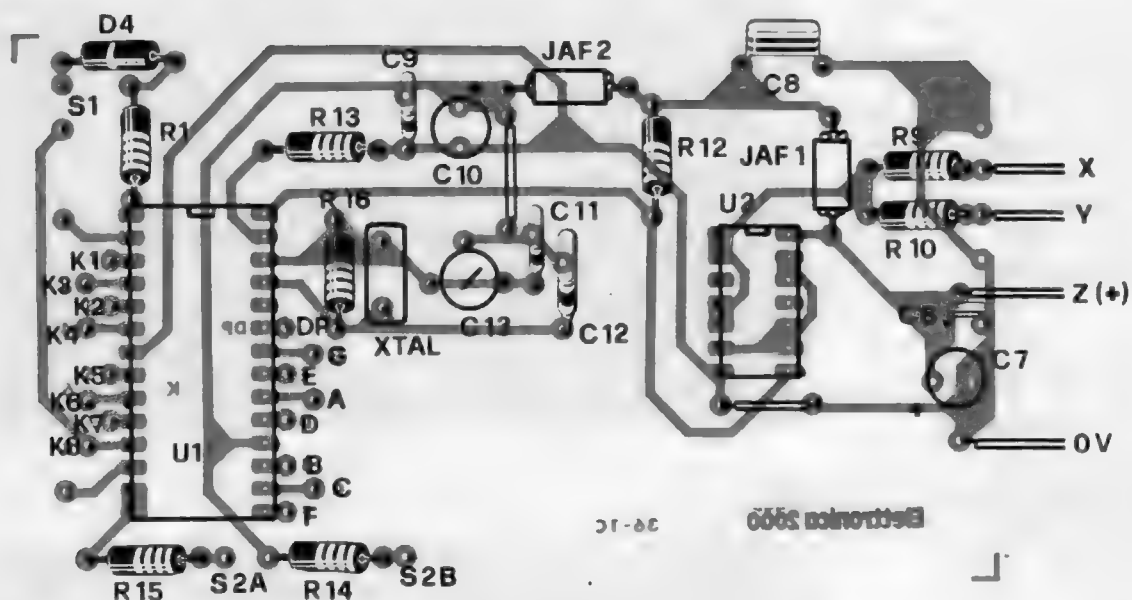 D4
JAF2
C9
C8
S1
R1
R13
R12
R9
JAF1
C10
X
U2
R16
C11
Y
R10
K1
K3
K2
Z (+)
K4
DP
DP
C13
C12
XTAL
G
C7
K5
E
K
K6
A
K7
D
+
K8
U1
B
0V
C
F
36-1C
Elettronica 2000
S2A
S2B
R15
R14